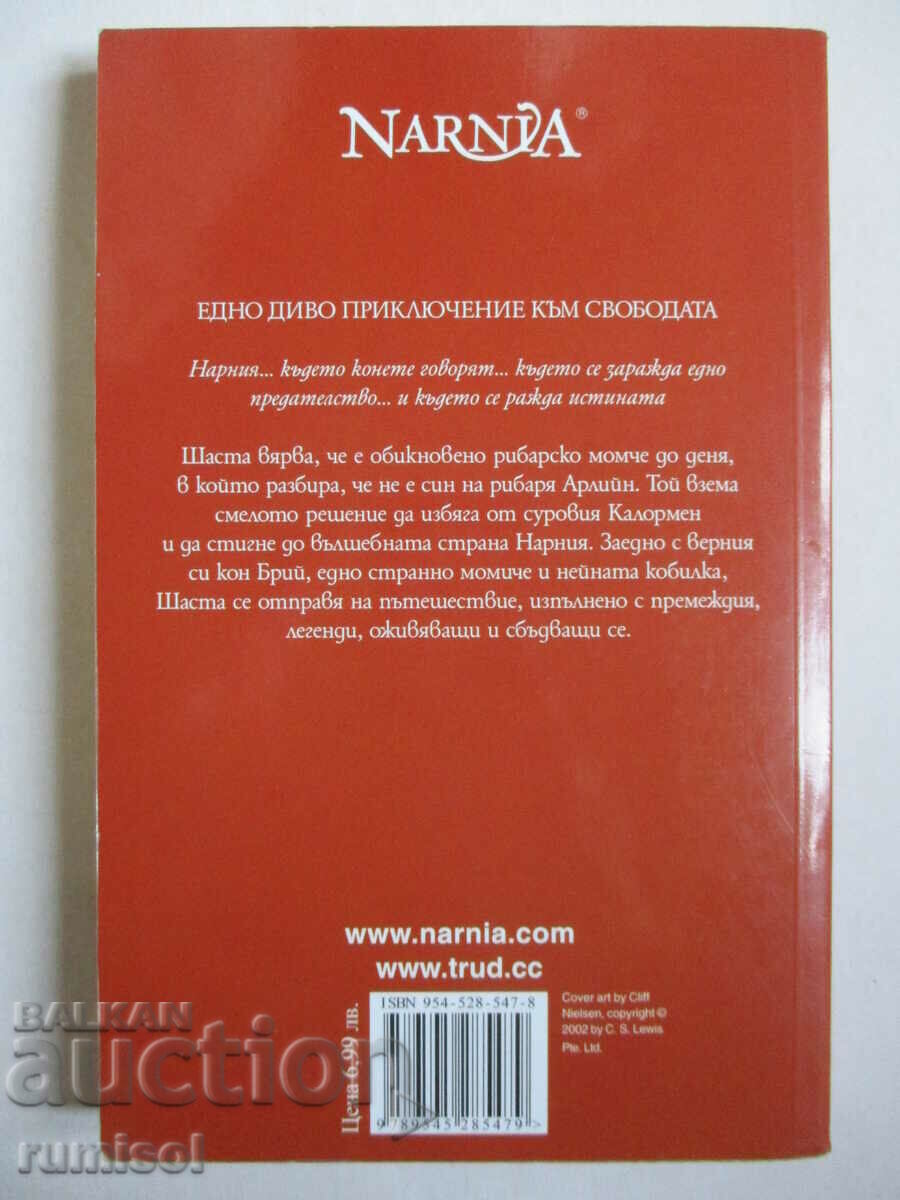 NARNIA®
ЕДНО ДИВО ПРИКЛЮЧЕНИЕ КЪМ СВОБОДАТА
Нарния... където конете говорят... където се заражда едно
предателство... и където се ражда истината
Шаста вярва, че е обикновено рибарско момче до деня,
в който разбира, че не е син на рибаря Арлийн. Той взема
смелото решение да избяга от суровия Калормен
и да стигне до вълшебната страна Нарния. Заедно с верния
си кон Брий, едно странно момиче и нейната кобилка,
Шаста се отправя на пътешествие, изпълнено с премеждия,
легенди, оживяващи и сбъдващи се.
www.narnia.com
www.trud.cc
Цена 6,99 лв.
ISBN 954-528-547-8
9789545285479>
Cover art by Cliff
Nielsen, copyright ©
2002 by C. S. Lewis
Pte. Ltd.
BALKAN
auction
rumisol